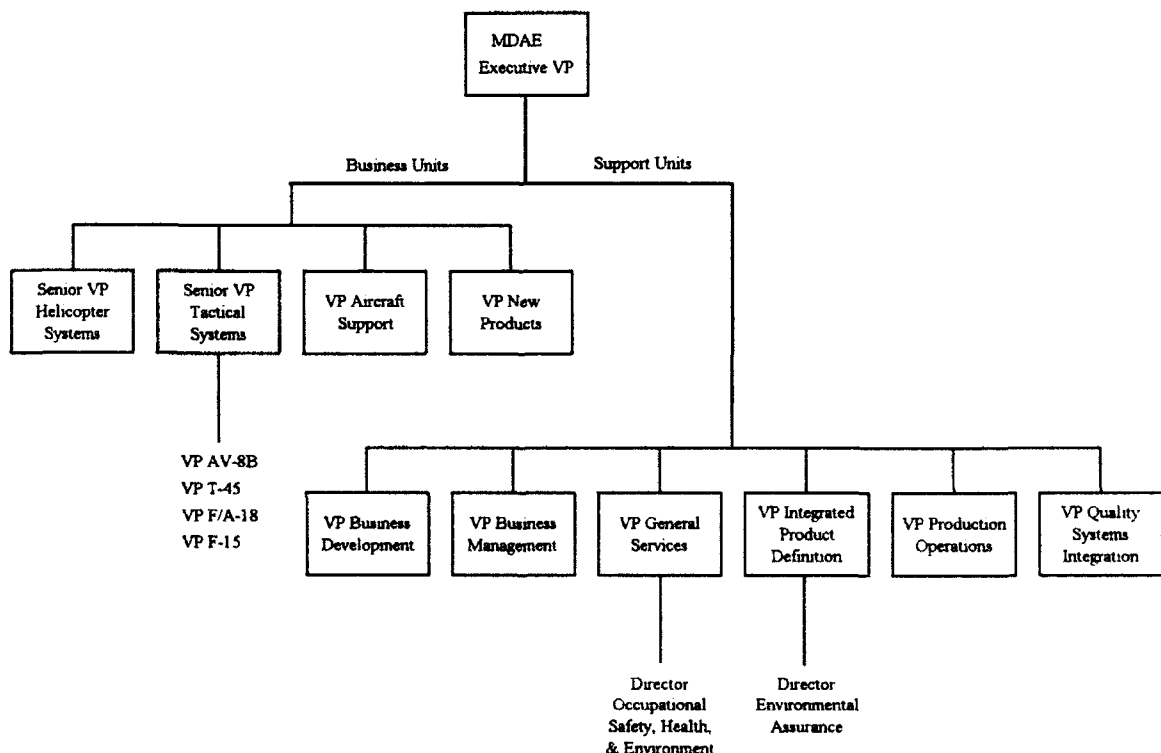 MDAE
Executive VP
Business Units
Support Units
Senior VP
Helicopter
Systems
Senior VP
Tactical
Systems
VP Aircraft
Support
VP New
Products
VP AV-8B
VP T-45
VP F/A-18
VP F-15
VP Business
Development
VP Business
Management
VP General
Services
VP Integrated
Product
Definition
VP Production
Operations
VP Quality
Systems
Integration
Director
Occupational
Safety, Health,
& Environment
Director
Environmental
Assurance